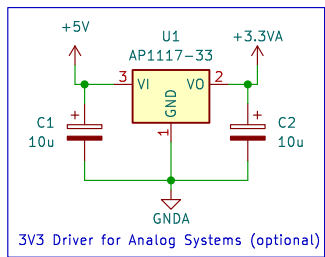 +5V
U1
AP1117-33
+3.3VA
3 VI VO 2
GND
1
C1
10u
C2
10u
GNDA
3V3 Driver for Analog Systems (optional)